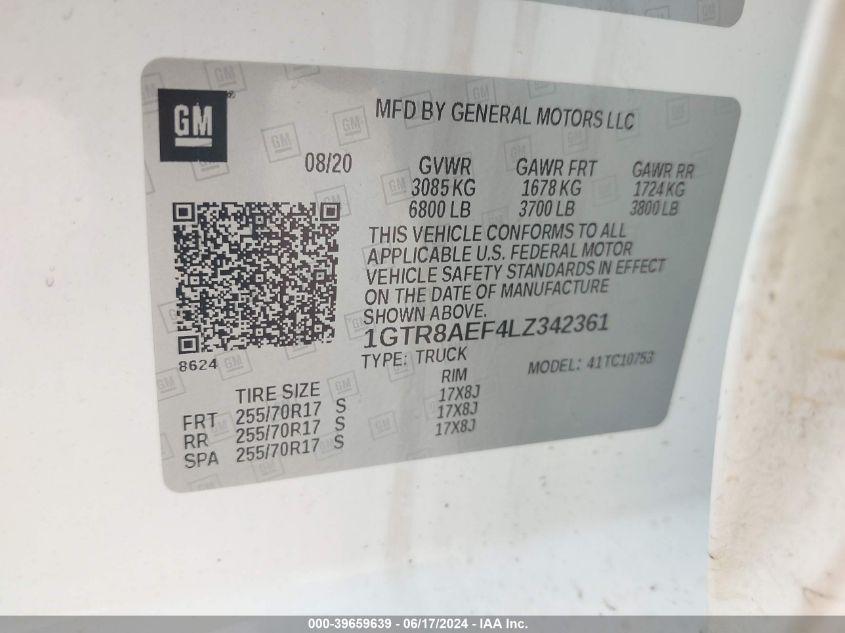 GM
MFD BY GENERAL MOTORS LLC
08/20
GVWR GAWR FRT GAWR RR
3085 KG 1678 KG 1724 KG
6800 LB 3700 LB 3800 LB
THIS VEHICLE CONFORMS TO ALL
APPLICABLE U.S. FEDERAL MOTOR
VEHICLE SAFETY STANDARDS IN EFFECT
ON THE DATE OF MANUFACTURE
SHOWN ABOVE.
1GTR8AEF4LZ342361
TYPE: TRUCK MODEL: 41TC10753
8624
TIRE SIZE RIM
FRT 255/70R17 S 17X8J
RR 255/70R17 S 17X8J
SPA 255/70R17 S 17X8J
000-39659639 - 06/17/2024 - IAA Inc.